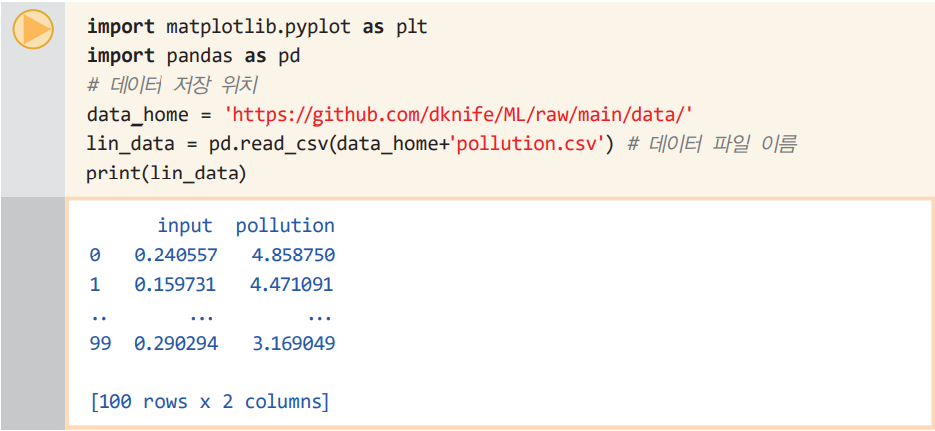 import matplotlib.pyplot as plt
import pandas as pd
# 데이터 저장 위치
data_home = 'https://github.com/dknife/ML/raw/main/data/'
lin_data = pd.read_csv(data_home+'pollution.csv') # 데이터 파일 이름
print(lin_data)
input pollution
0 0.240557 4.858750
1 0.159731 4.471091
.. ... ...
99 0.290294 3.169049
[100 rows x 2 columns]